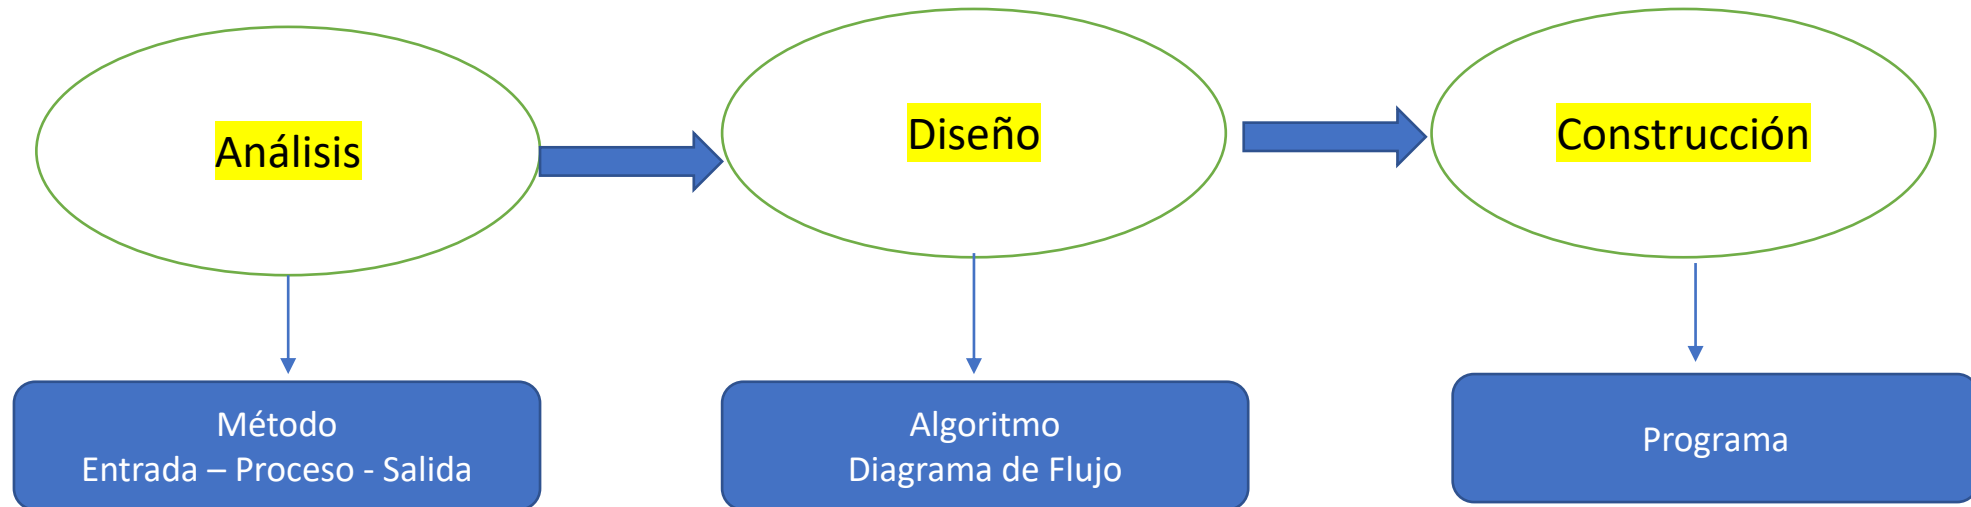 Análisis
Diseño
Construcción
Método
Entrada – Proceso - Salida
Algoritmo
Diagrama de Flujo
Programa